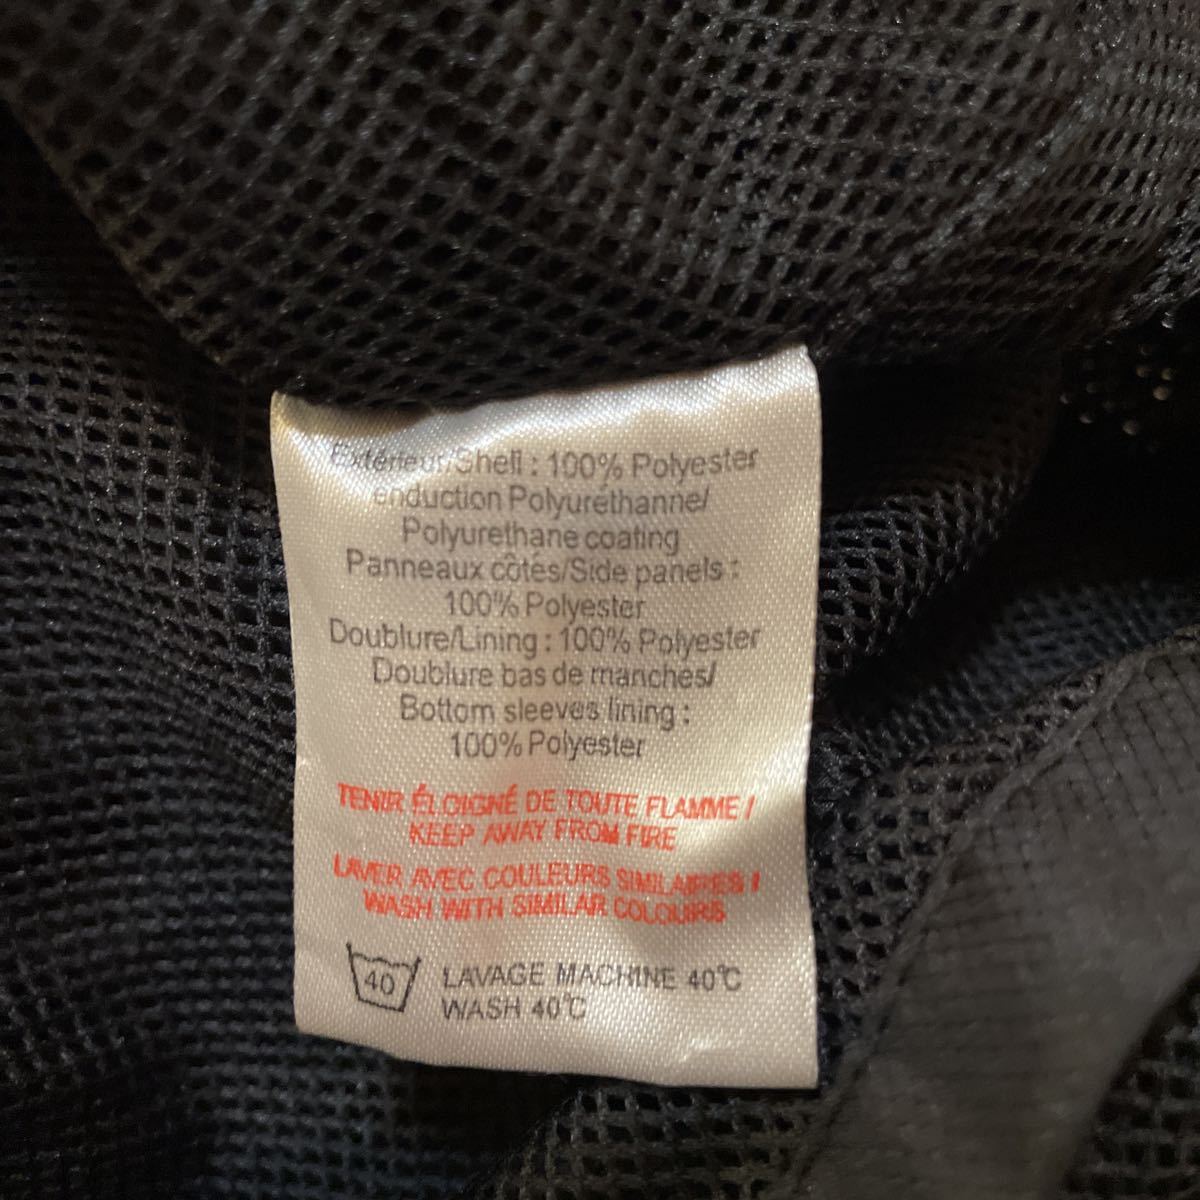 Extérieur/Shell : 100% Polyester
enduction Polyuréthanne/
Polyurethane coating
Panneaux côtés/Side panels :
100% Polyester
Doublure/Lining : 100% Polyester
Doublure bas de manches/
Bottom sleeves lining :
100% Polyester
TENIR ÉLOIGNÉ DE TOUTE FLAMME /
KEEP AWAY FROM FIRE
LAVER AVEC COULEURS SIMILAIRES /
WASH WITH SIMILAR COLOURS
40 LAVAGE MACHINE 40°C
WASH 40°C